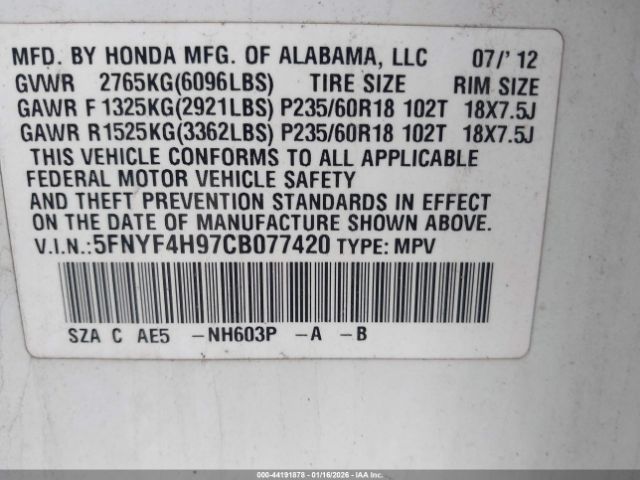 MFD. BY HONDA MFG. OF ALABAMA, LLC 07/'12
GVWR 2765KG(6096LBS) TIRE SIZE RIM SIZE
GAWR F 1325KG(2921LBS) P235/60R18 102T 18X7.5J
GAWR R1525KG(3362LBS) P235/60R18 102T 18X7.5J
THIS VEHICLE CONFORMS TO ALL APPLICABLE
FEDERAL MOTOR VEHICLE SAFETY
AND THEFT PREVENTION STANDARDS IN EFFECT
ON THE DATE OF MANUFACTURE SHOWN ABOVE.
V.I.N.:5FNYF4H97CB077420 TYPE: MPV
SZA C AE5 -NH603P -A -B
000-44191878 - 01/16/2026 - IAA Inc.